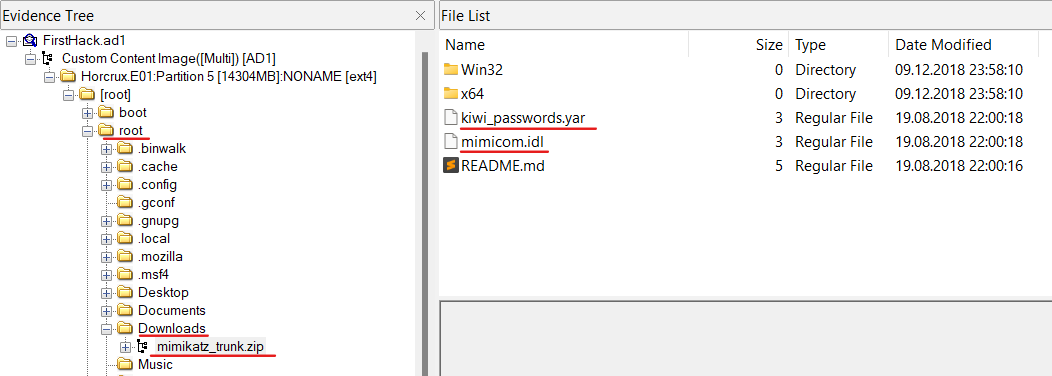 Evidence Tree
FirstHack.ad1
Custom Content Image([Multi]) [AD1]
Horcrux.E01:Partition 5 [14304MB]:NONAME [ext4]
[root]
boot
root
.binwalk
.cache
.config
.gconf
.gnupg
.local
.mozilla
.msf4
Desktop
Documents
Downloads
mimikatz_trunk.zip
Music
File List
Name Size Type Date Modified
Win32 0 Directory 09.12.2018 23:58:10
x64 0 Directory 09.12.2018 23:58:10
kiwi_passwords.yar 3 Regular File 19.08.2018 22:00:18
mimicom.idl 3 Regular File 19.08.2018 22:00:18
README.md 5 Regular File 19.08.2018 22:00:16